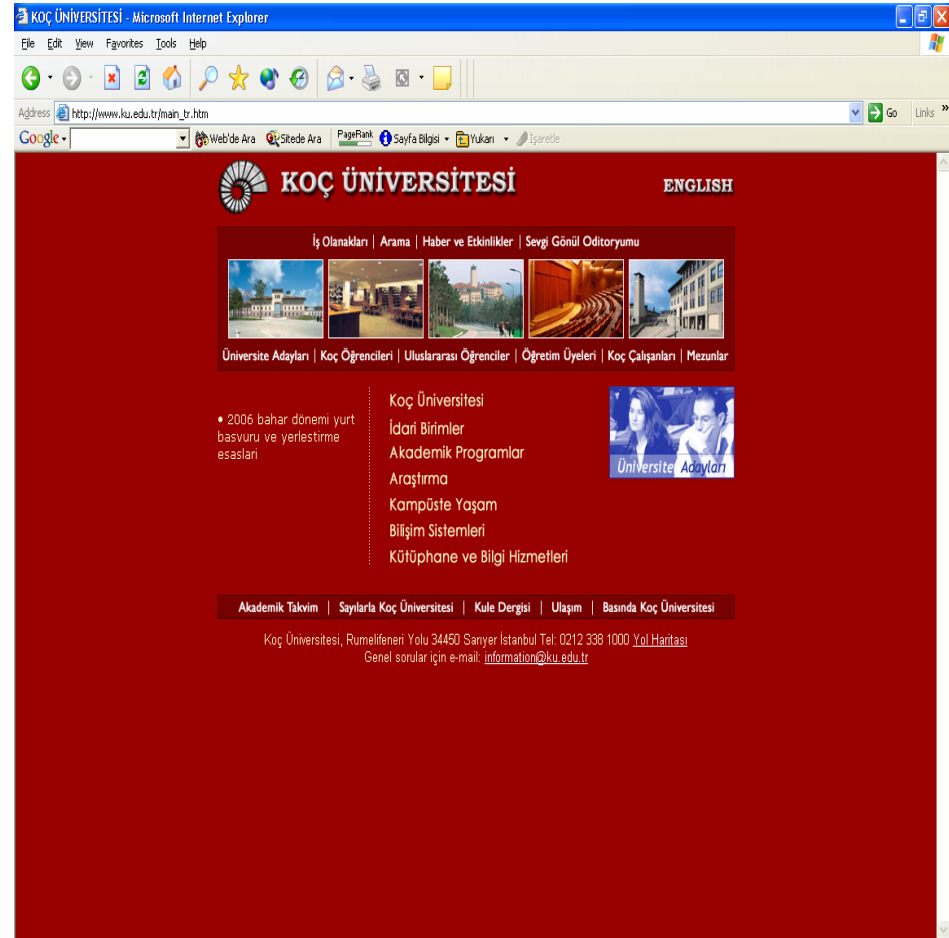 KOÇ ÜNİVERSİTESİ - Microsoft Internet Explorer
File Edit View Favorites Tools Help
Address http://www.ku.edu.tr/main_tr.htm Go Links »
Google Web'de Ara Sitede Ara PageRank Sayfa Bilgisi Yukarı İşaretle
KOÇ ÜNİVERSİTESİ ENGLISH
İş Olanakları | Arama | Haber ve Etkinlikler | Sevgi Gönül Oditoryumu
Üniversite Adayları | Koç Öğrencileri | Uluslararası Öğrenciler | Öğretim Üyeleri | Koç Çalışanları | Mezunlar
• 2006 bahar dönemi yurt
basvuru ve yerlestirme
esaslari
Koç Üniversitesi
İdari Birimler
Akademik Programlar
Araştırma
Kampüste Yaşam
Bilişim Sistemleri
Kütüphane ve Bilgi Hizmetleri
Üniversite Adayları
Akademik Takvim | Sayılarla Koç Üniversitesi | Kule Dergisi | Ulaşım | Basında Koç Üniversitesi
Koç Üniversitesi, Rumelifeneri Yolu 34450 Sarıyer İstanbul Tel: 0212 338 1000 Yol Haritası
Genel sorular için e-mail: information@ku.edu.tr